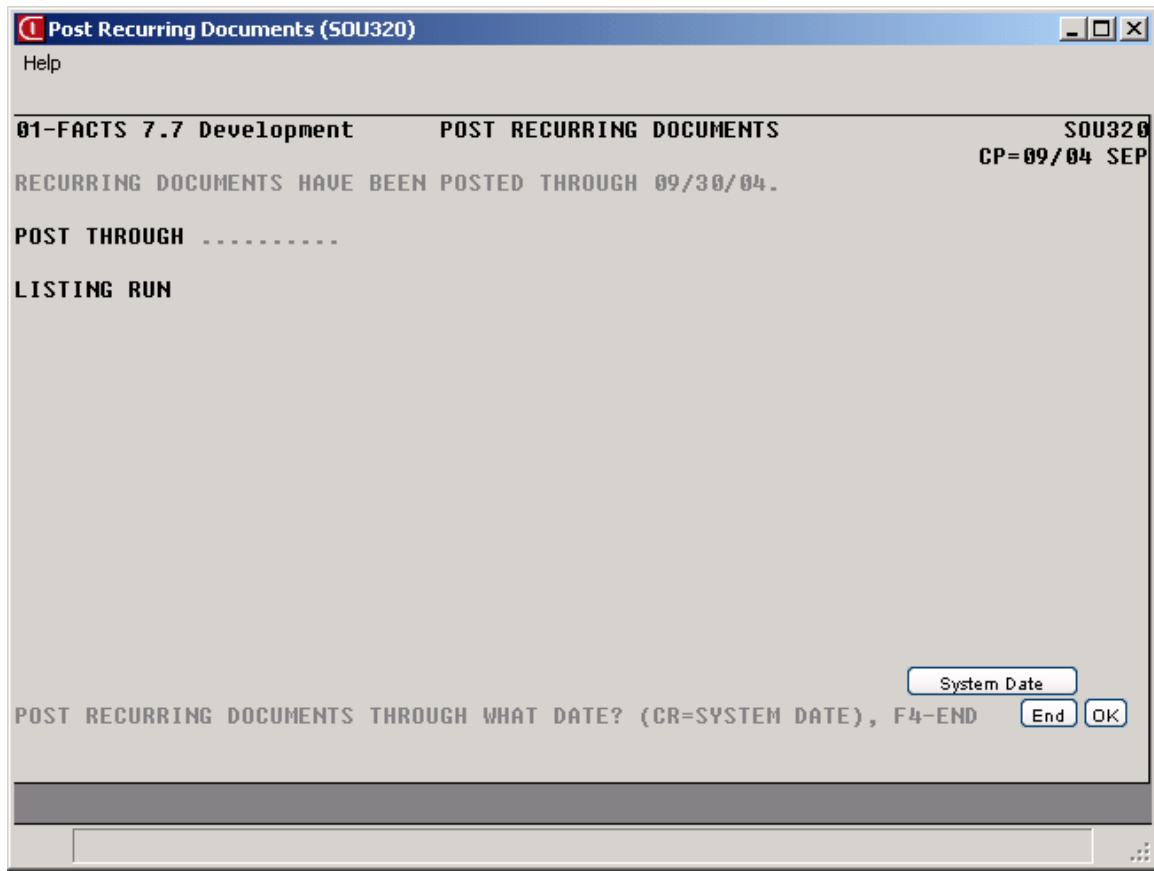 Post Recurring Documents (SOU320)
Help
01-FACTS 7.7 Development POST RECURRING DOCUMENTS SOU320
CP=09/04 SEP
RECURRING DOCUMENTS HAVE BEEN POSTED THROUGH 09/30/04.
POST THROUGH ..........
LISTING RUN
System Date
POST RECURRING DOCUMENTS THROUGH WHAT DATE? (CR=SYSTEM DATE), F4-END End OK